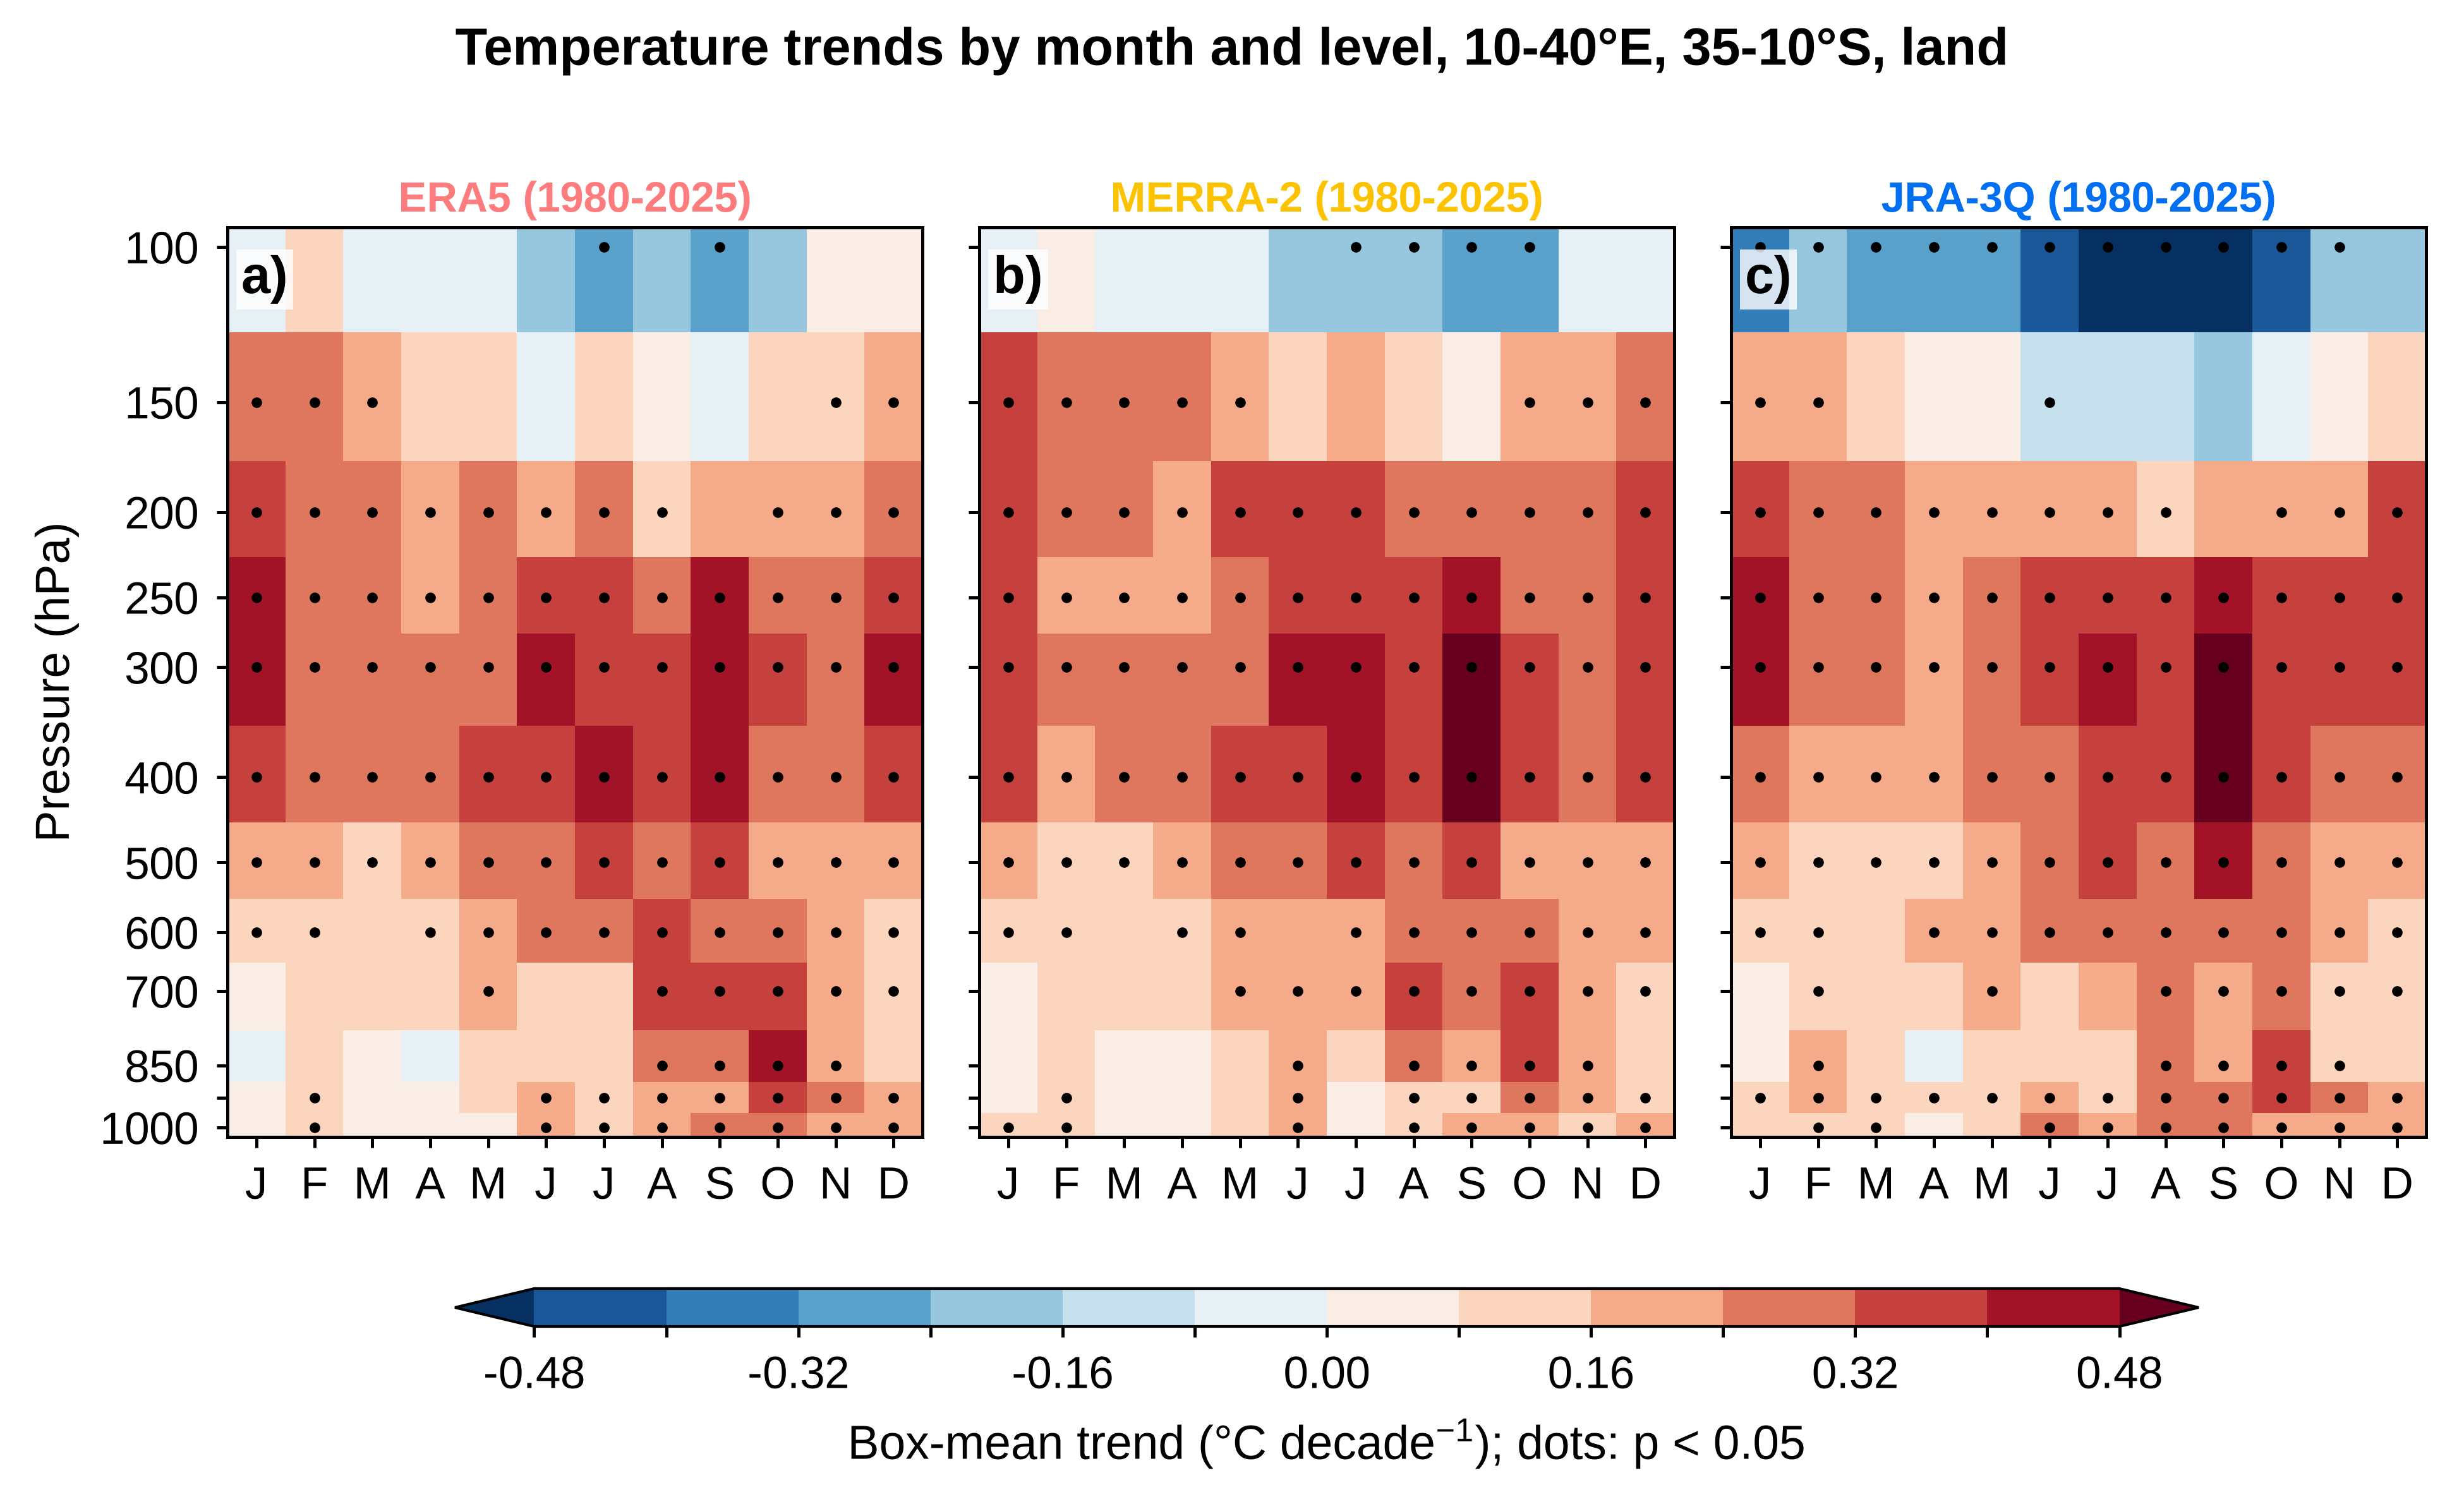 Temperature trends by month and level, 10-40°E, 35-10°S, land
ERA5 (1980-2025)
MERRA-2 (1980-2025)
JRA-3Q (1980-2025)
a)
b)
c)
Pressure (hPa)
100
150
200
250
300
400
500
600
700
850
1000
J F M A M J J A S O N D
J F M A M J J A S O N D
J F M A M J J A S O N D
-0.48 -0.32 -0.16 0.00 0.16 0.32 0.48
Box-mean trend (°C decade⁻¹); dots: p < 0.05